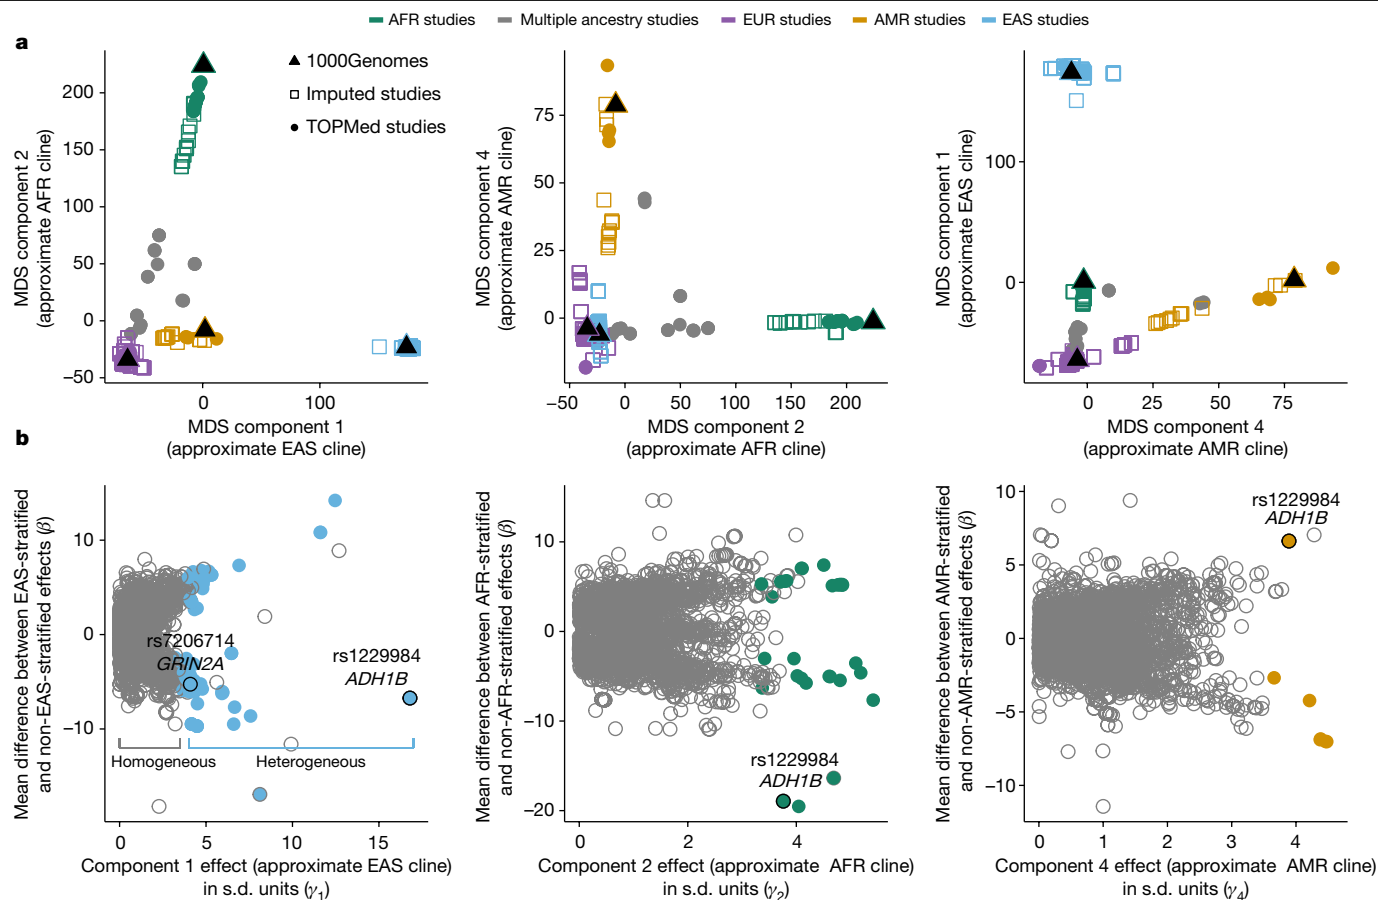 AFR studies
Multiple ancestry studies
EUR studies
AMR studies
EAS studies
a
1000Genomes
Imputed studies
TOPMed studies
MDS component 2
(approximate AFR cline)
200
150
100
50
0
−50
0
100
MDS component 1
(approximate EAS cline)
MDS component 4
(approximate AMR cline)
75
50
25
0
−50
0
50
100
200
MDS component 2
(approximate AFR cline)
MDS component 1
(approximate EAS cline)
100
0
0
25
50
75
MDS component 4
(approximate AMR cline)
b
Mean difference between EAS-stratified
and non-EAS-stratified effects (β)
10
0
−10
rs7206714
GRIN2A
rs1229984
ADH1B
Homogeneous
Heterogeneous
0
5
10
15
Component 1 effect (approximate EAS cline)
in s.d. units (γ1)
Mean difference between AFR-stratified
and non-AFR-stratified effects (β)
10
0
−10
−20
rs1229984
ADH1B
0
2
4
Component 2 effect (approximate AFR cline)
in s.d. units (γ2)
Mean difference between AMR-stratified
and non-AMR-stratified effects (β)
10
5
0
−5
−10
rs1229984
ADH1B
0
1
2
3
4
Component 4 effect (approximate AMR cline)
in s.d. units (γ4)